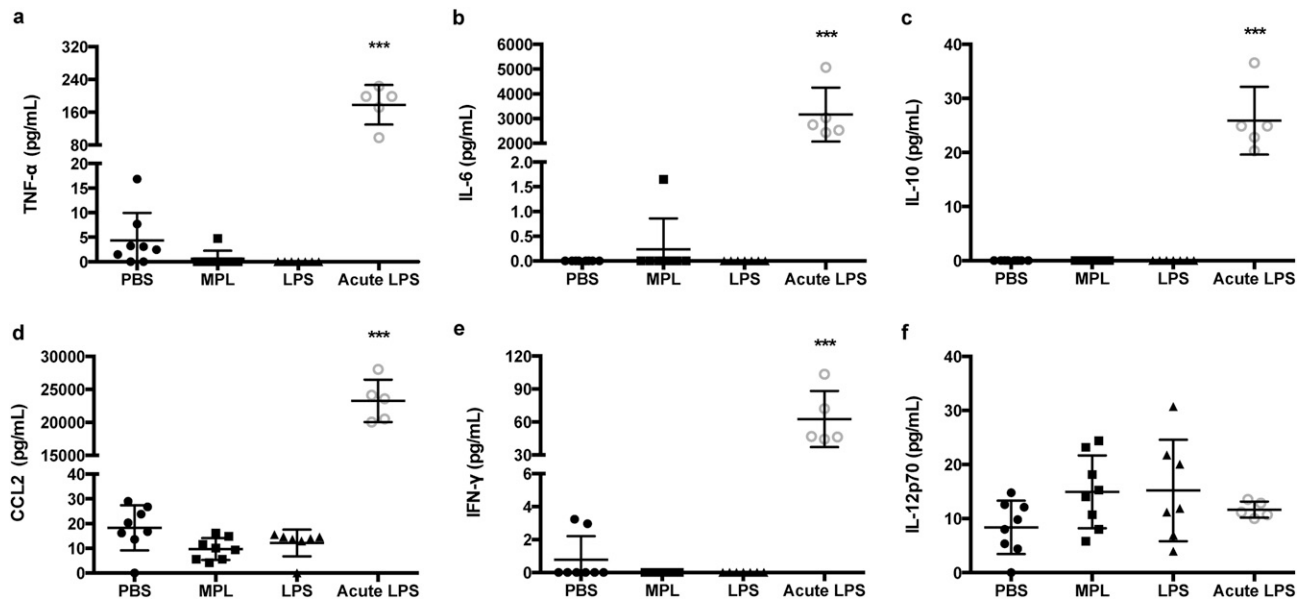 a
TNF-α (pg/mL)
320
240
160
80
20
15
10
5
0
PBS MPL LPS Acute LPS
***
b
IL-6 (pg/mL)
6000
5000
4000
3000
2000
2.0
1.5
1.0
0.5
0.0
PBS MPL LPS Acute LPS
***
c
IL-10 (pg/mL)
40
30
20
10
0
PBS MPL LPS Acute LPS
***
d
CCL2 (pg/mL)
30000
25000
20000
40
30
20
10
0
PBS MPL LPS Acute LPS
***
e
IFN-γ (pg/mL)
120
90
60
30
6
4
2
0
PBS MPL LPS Acute LPS
***
f
IL-12p70 (pg/mL)
40
30
20
10
0
PBS MPL LPS Acute LPS